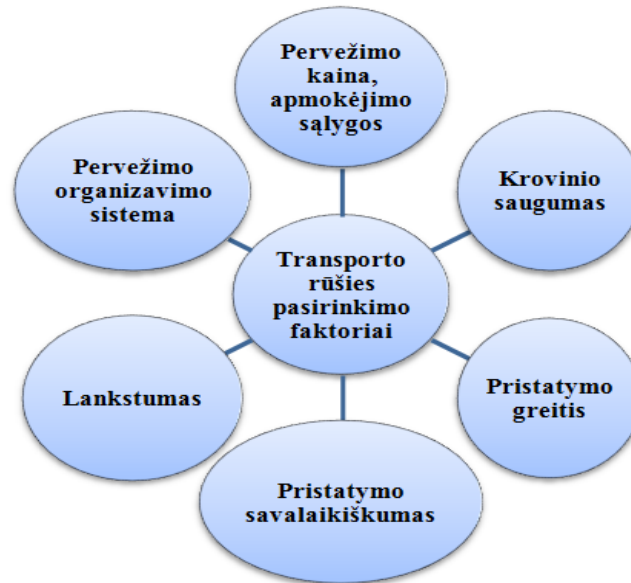 Pervežimo
kaina,
apmokėjimo
sąlygos
Pervežimo
organizavimo
sistema
Krovinio
saugumas
Transporto
rūšies
pasirinkimo
faktoriai
Lankstumas
Pristatymo
greitis
Pristatymo
savalaikiškumas